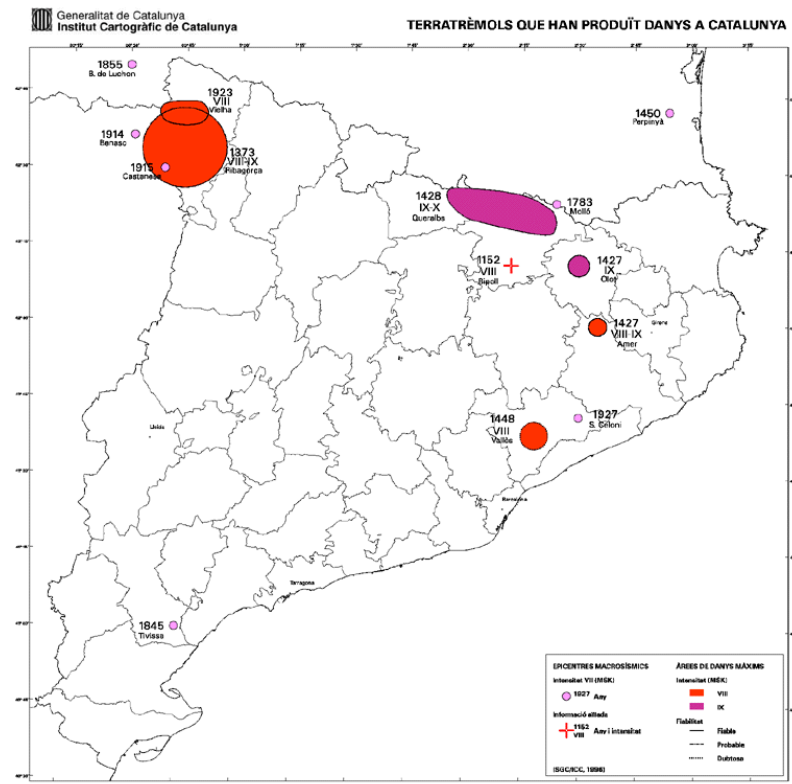 Generalitat de Catalunya
Institut Cartogràfic de Catalunya
TERRATRÈMOLS QUE HAN PRODUÏT DANYS A CATALUNYA
1855
B. de Luchon
1923
VIII
Vielha
1450
Perpinyà
1914
Benasc
1373
VIII-IX
Ribagorça
1915
Castanesa
1428
IX-X
Queralbs
1783
Molló
1152
VIII
Ripoll
1427
IX
Olot
1427
VIII-IX
Amer
Girona
1448
VIII
Vallès
1927
S. Celoni
Lleida
Barcelona
Tarragona
1845
Tivissa
EPICENTRES MACROSÍSMICS
Intensitat VII (MSK)
1927 Any
Informació aïllada
1152
VIII
Any i intensitat
ÀREES DE DANYS MÀXIMS
Intensitat (MSK)
VIII
IX
Fiabilitat
Fiable
Probable
Dubtosa
(SGC/ICC, 1996)